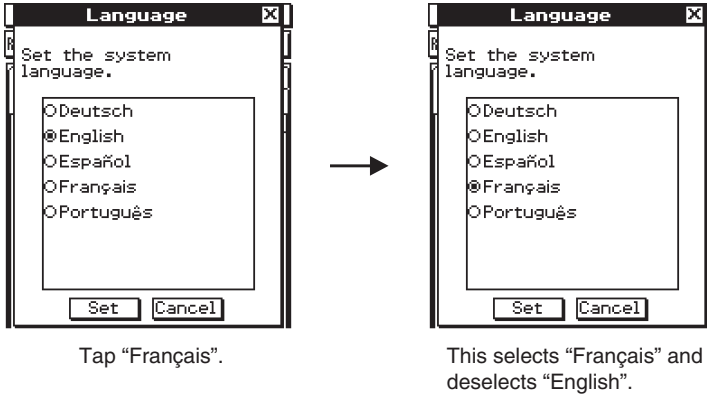 Language X
Set the system
language.
Deutsch
English
Español
Français
Português
Set Cancel
Tap “Français”.
Language X
Set the system
language.
Deutsch
English
Español
Français
Português
Set Cancel
This selects “Français” and
deselects “English”.